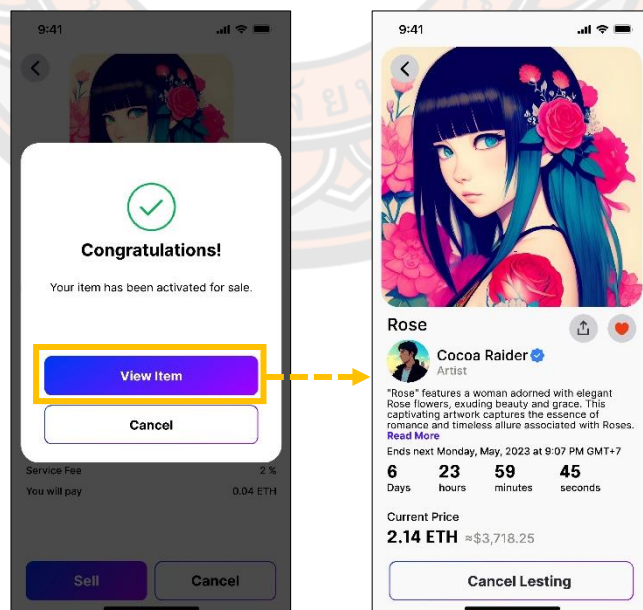 9:41
Congratulations!
Your item has been activated for sale.
View Item
Cancel
Service Fee 2 %
You will pay 0.04 ETH
Sell Cancel
9:41
Rose
Cocoa Raider
Artist
"Rose" features a woman adorned with elegant
Rose flowers, exuding beauty and grace. This
captivating artwork captures the essence of
romance and timeless allure associated with Roses.
Read More
Ends next Monday, May, 2023 at 9:07 PM GMT+7
6 23 59 45
Days hours minutes seconds
Current Price
2.14 ETH ≈$3,718.25
Cancel Lesting